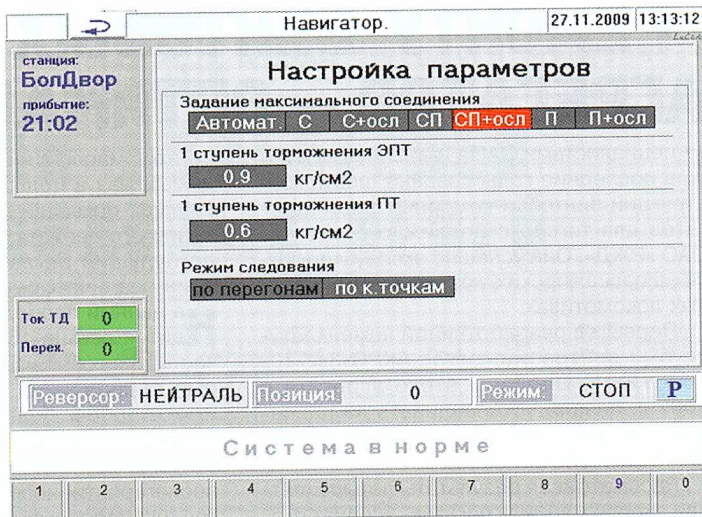 Навигатор.
27.11.2009 13:13:12
станция:
БолДвор
прибытие:
21:02
Настройка параметров
Задание максимального соединения
Автомат. С С+осл СП СП+осл П П+осл
1 ступень торможнения ЭПТ
0,9 кг/см2
1 ступень торможнения ПТ
0,6 кг/см2
Режим следования
по перегонам по к.точкам
Ток ТД 0
Перек. 0
Реверсор: НЕЙТРАЛЬ Позиция: 0 Режим: СТОП Р
Система в норме
1 2 3 4 5 6 7 8 9 0